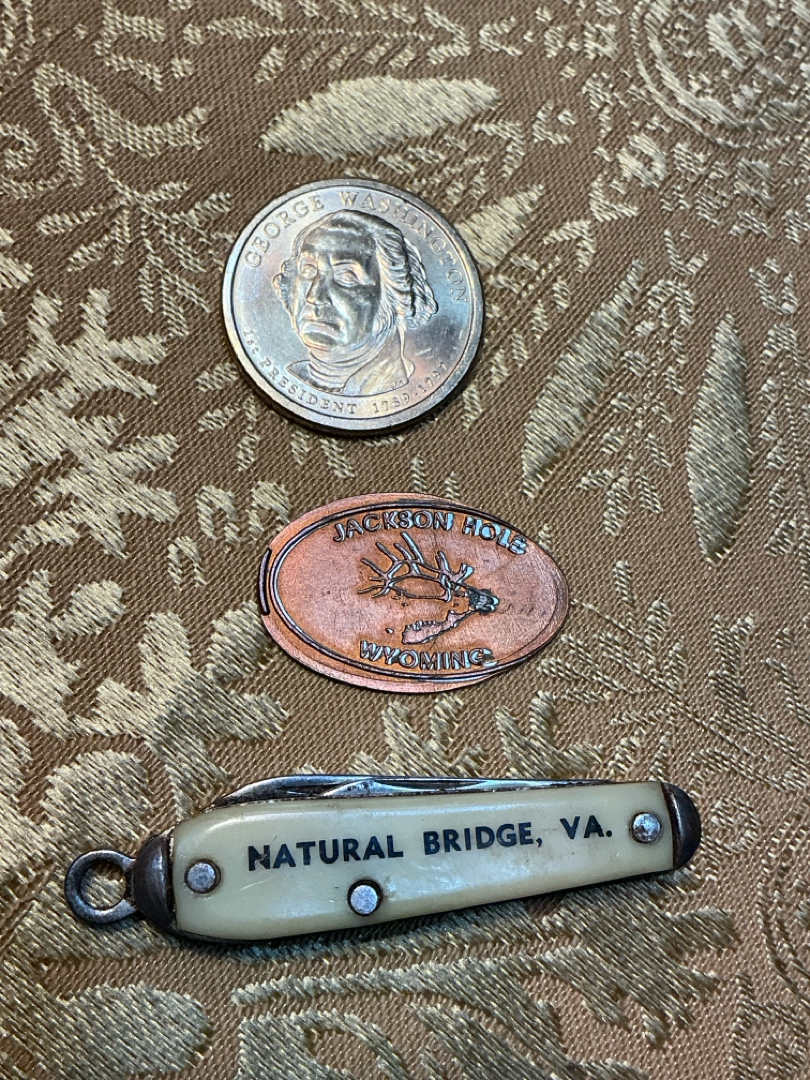 GEORGE WASHINGTON
1st PRESIDENT 1789-1797
JACKSON HOLE
WYOMING
NATURAL BRIDGE, VA.